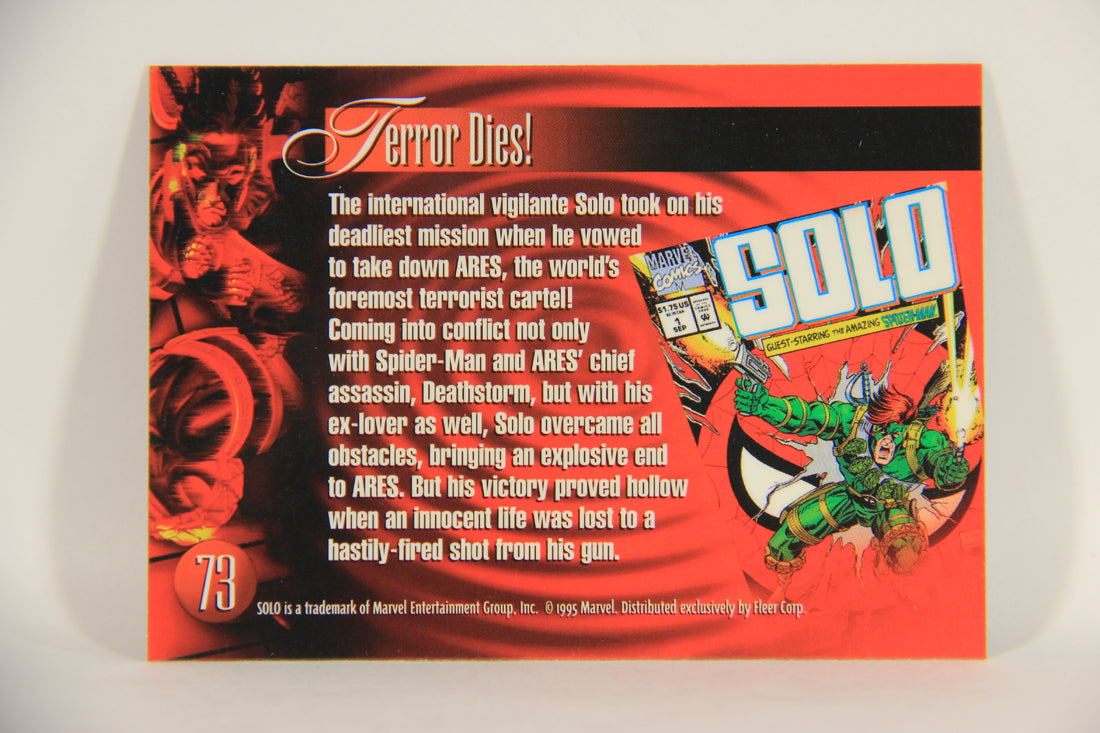 Terror Dies!
The international vigilante Solo took on his
deadliest mission when he vowed
to take down ARES, the world's
foremost terrorist cartel!
Coming into conflict not only
with Spider-Man and ARES' chief
assassin, Deathstorm, but with his
ex-lover as well, Solo overcame all
obstacles, bringing an explosive end
to ARES. But his victory proved hollow
when an innocent life was lost to a
hastily-fired shot from his gun.
MARVEL
COMICS
$1.75 US
1
SEP
SOLO
GUEST-STARRING THE AMAZING SPIDER-MAN
73
SOLO is a trademark of Marvel Entertainment Group, Inc. © 1995 Marvel. Distributed exclusively by Fleer Corp.